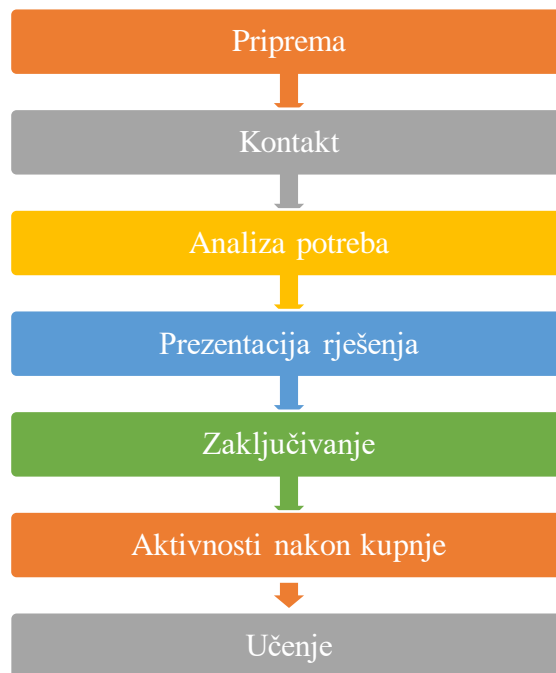 Priprema
Kontakt
Analiza potreba
Prezentacija rješenja
Zaključivanje
Aktivnosti nakon kupnje
Učenje